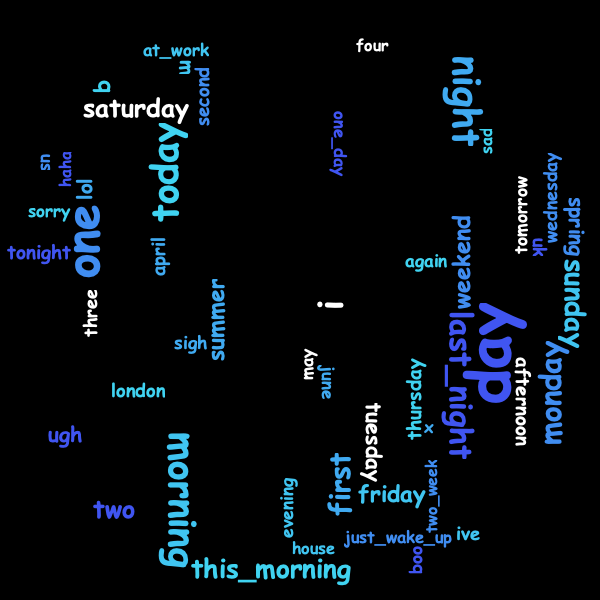 four
at_work
m
night
b
second
saturday
one_day
today
sad
sn
haha
lol
wednesday
tomorrow
spring
sorry
one
tonight
april
again
weekend
uk
sunday
three
summer
i
sigh
last_night
day
may
june
thursday
x
afternoon
monday
london
tuesday
ugh
morning
first
friday
two_week
evening
two
house
just_wake_up
ive
boo
this_morning